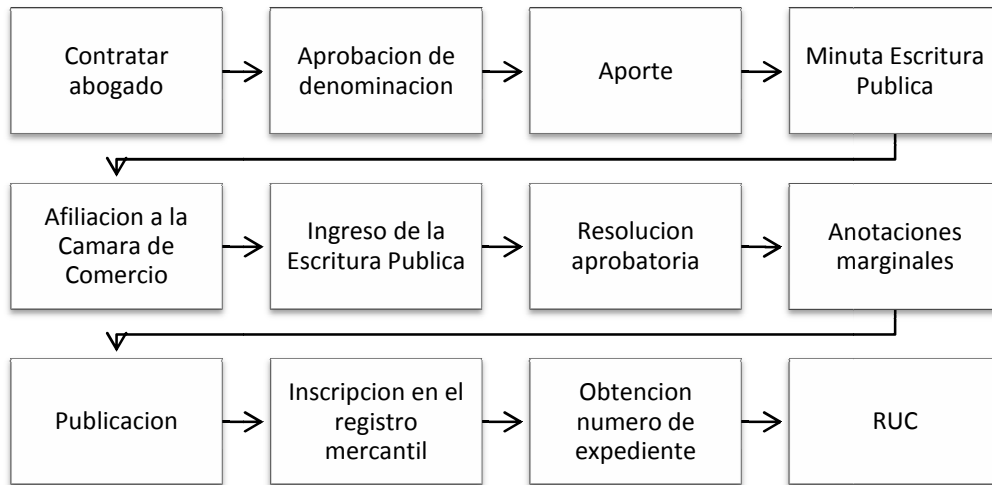 Contratar
abogado
Aprobacion de
denominacion
Aporte
Minuta Escritura
Publica
Afiliacion a la
Camara de
Comercio
Ingreso de la
Escritura Publica
Resolucion
aprobatoria
Anotaciones
marginales
Publicacion
Inscripcion en el
registro
mercantil
Obtencion
numero de
expediente
RUC